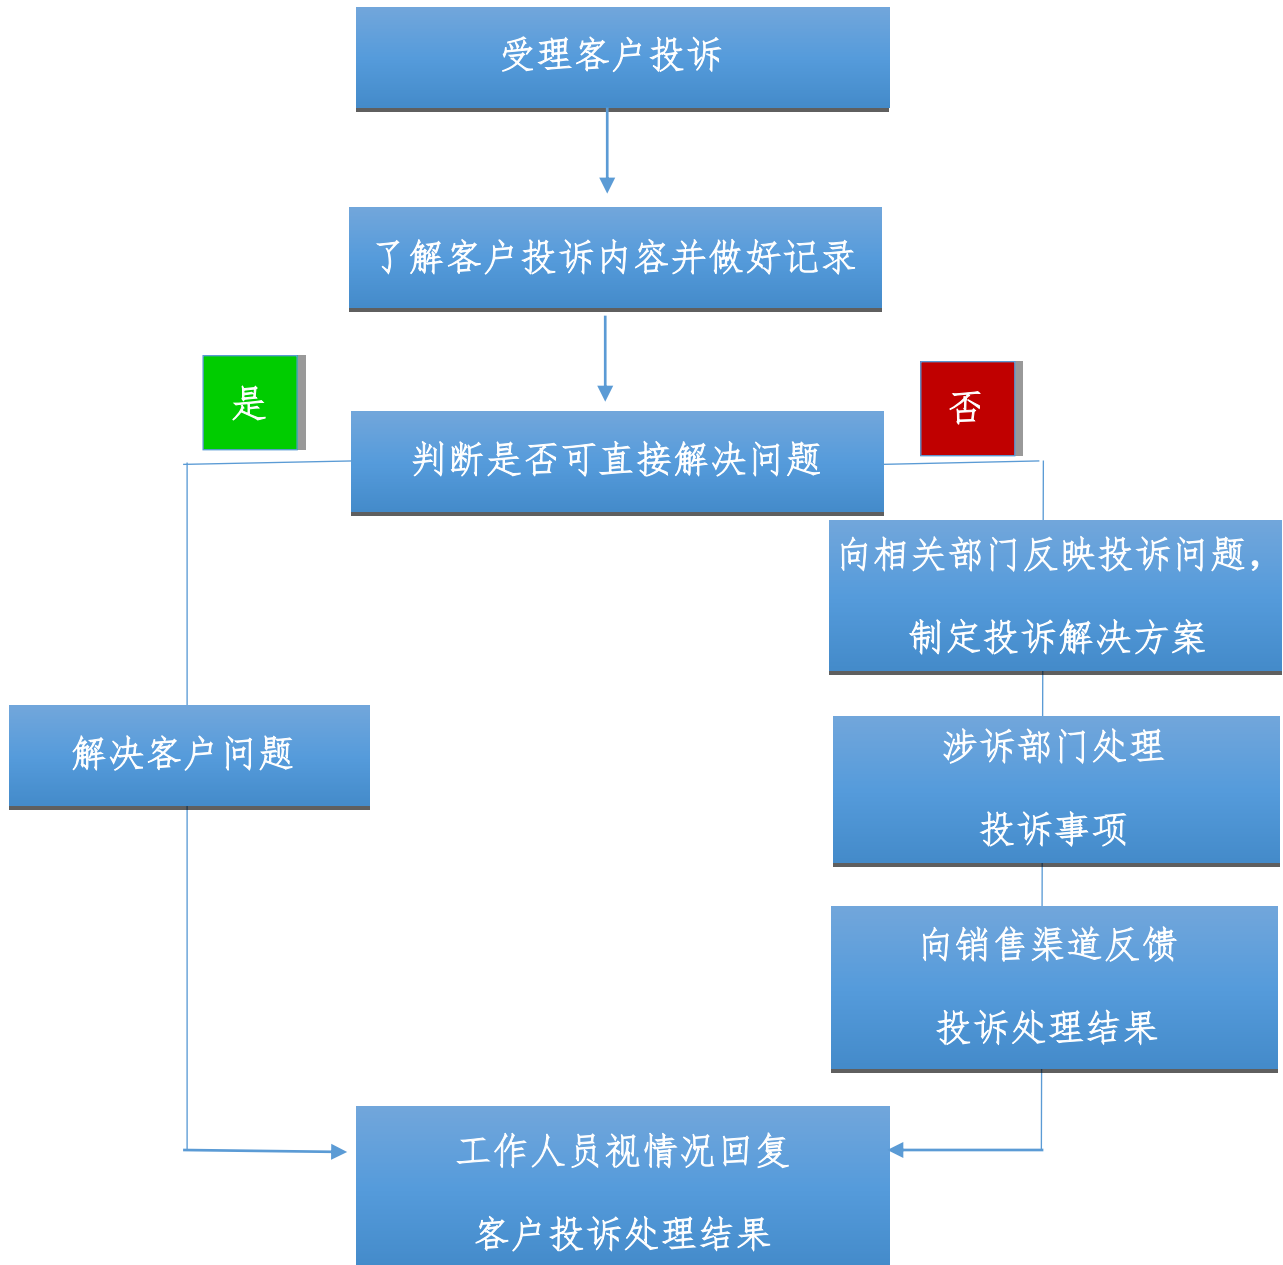 受理客户投诉
了解客户投诉内容并做好记录
是
否
判断是否可直接解决问题
向相关部门反映投诉问题，
制定投诉解决方案
解决客户问题
涉诉部门处理
投诉事项
向销售渠道反馈
投诉处理结果
工作人员视情况回复
客户投诉处理结果